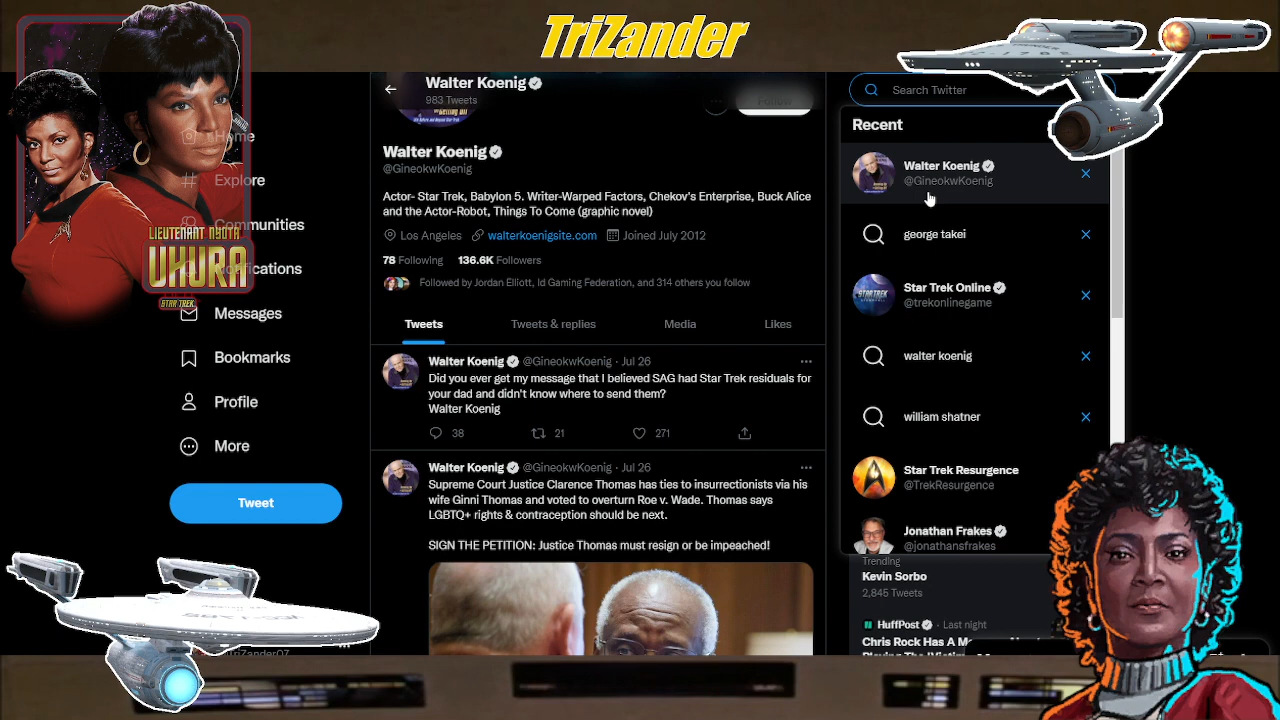 TriZander
LIEUTENANT NYOTA
UHURA
STAR TREK
Home
Explore
Communities
Notifications
Messages
Bookmarks
Profile
More
Tweet
Walter Koenig
983 Tweets
Follow
Walter Koenig
@GineokwKoenig
Actor- Star Trek, Babylon 5. Writer-Warped Factors, Chekov's Enterprise, Buck Alice
and the Actor-Robot, Things To Come (graphic novel)
Los Angeles walterkoenigsite.com Joined July 2012
78 Following 136.6K Followers
Followed by Jordan Elliott, Id Gaming Federation, and 314 others you follow
Tweets Tweets & replies Media Likes
Walter Koenig @GineokwKoenig · Jul 26
Did you ever get my message that I believed SAG had Star Trek residuals for
your dad and didn't know where to send them?
Walter Koenig
38 21 271
Walter Koenig @GineokwKoenig · Jul 26
Supreme Court Justice Clarence Thomas has ties to insurrectionists via his
wife Ginni Thomas and voted to overturn Roe v. Wade. Thomas says
LGBTQ+ rights & contraception should be next.
SIGN THE PETITION: Justice Thomas must resign or be impeached!
Search Twitter
Recent
Walter Koenig
@GineokwKoenig
george takei
Star Trek Online
@trekonlinegame
walter koenig
william shatner
Star Trek Resurgence
@TrekResurgence
Jonathan Frakes
@jonathansfrakes
Trending
Kevin Sorbo
2,845 Tweets
HuffPost · Last night
Chris Rock Has A